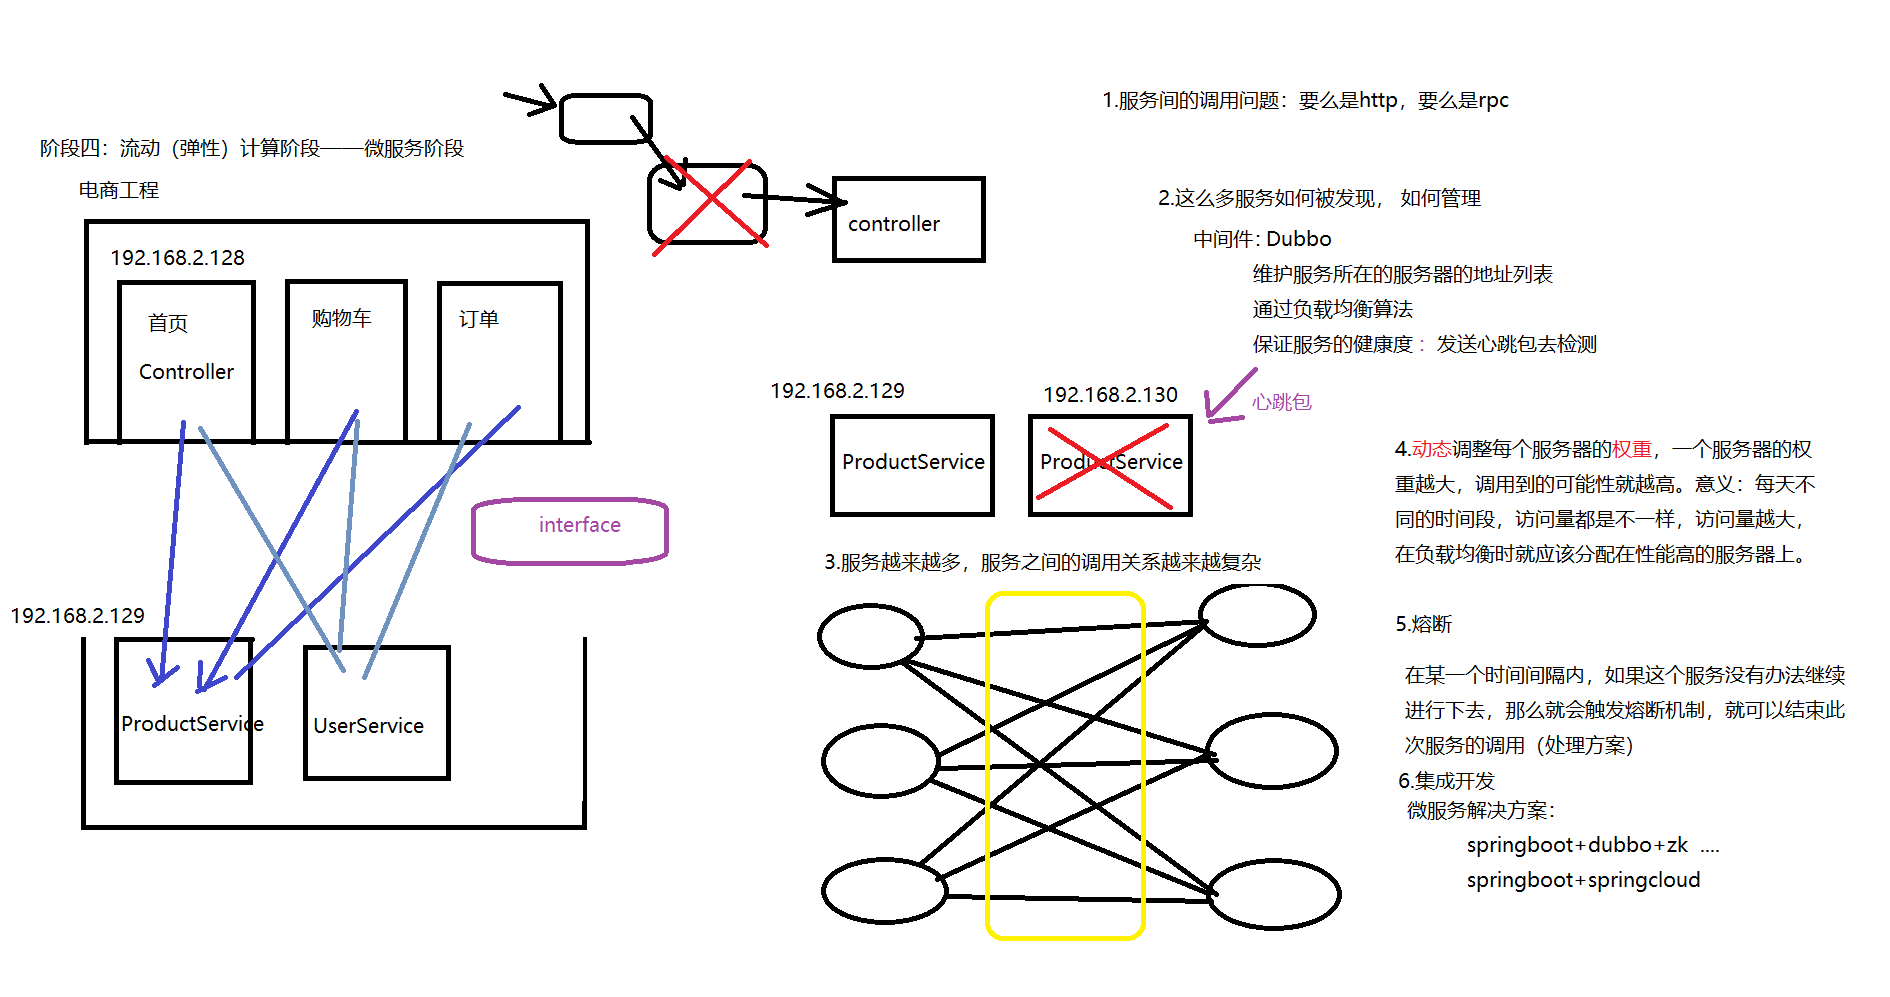 阶段四：流动（弹性）计算阶段——微服务阶段
电商工程
192.168.2.128
首页
Controller
购物车
订单
interface
192.168.2.129
ProductService
UserService
controller
1.服务间的调用问题：要么是http，要么是rpc
2.这么多服务如何被发现， 如何管理
中间件：Dubbo
维护服务所在的服务器的地址列表
通过负载均衡算法
保证服务的健康度：发送心跳包去检测
心跳包
192.168.2.129
ProductService
192.168.2.130
ProductService
3.服务越来越多，服务之间的调用关系越来越复杂
4.动态调整每个服务器的权重，一个服务器的权
重越大，调用到的可能性就越高。意义：每天不
同的时间段，访问量都是不一样，访问量越大，
在负载均衡时就应该分配在性能高的服务器上。
5.熔断
在某一个时间间隔内，如果这个服务没有办法继续
进行下去，那么就会触发熔断机制，就可以结束此
次服务的调用（处理方案）
6.集成开发
微服务解决方案：
springboot+dubbo+zk ....
springboot+springcloud